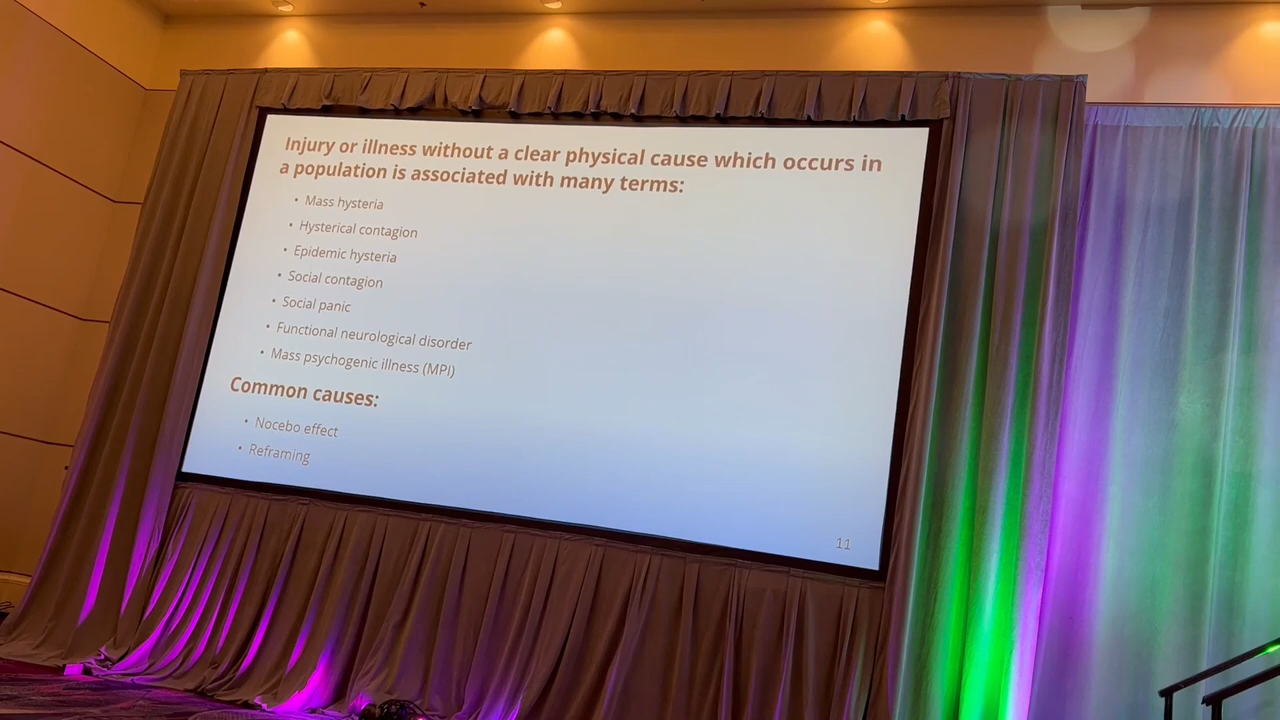 Injury or illness without a clear physical cause which occurs in
a population is associated with many terms:
• Mass hysteria
• Hysterical contagion
• Epidemic hysteria
• Social contagion
• Social panic
• Functional neurological disorder
• Mass psychogenic illness (MPI)
Common causes:
• Nocebo effect
• Reframing
11